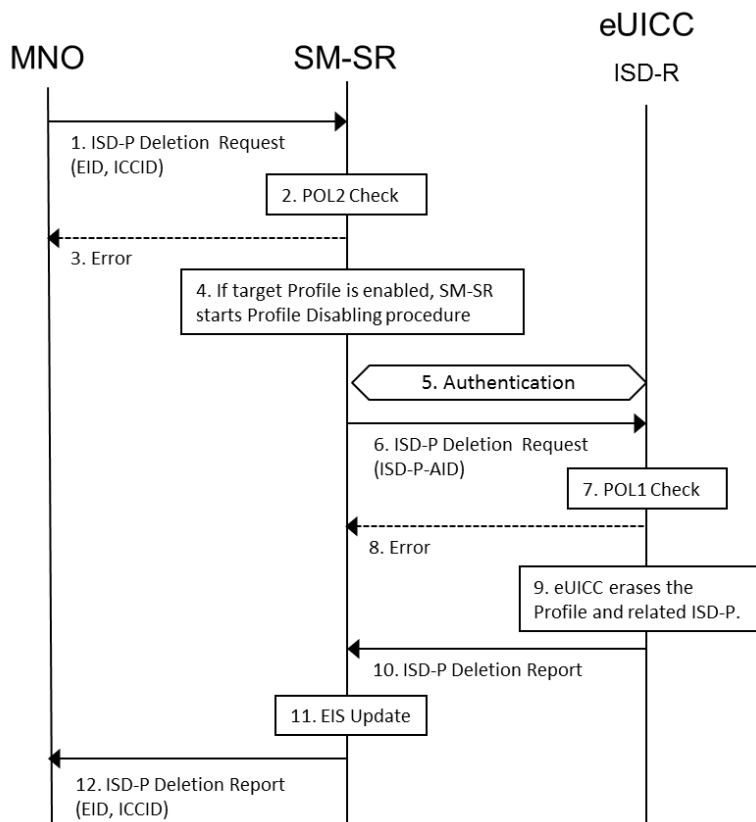 eUICC
MNO
SM-SR
ISD-R
1. ISD-P Deletion Request
(EID, ICCID)
2. POL2 Check
3. Error
4. If target Profile is enabled, SM-SR
starts Profile Disabling procedure
5. Authentication
6. ISD-P Deletion Request
(ISD-P-AID)
7. POL1 Check
8. Error
9. eUICC erases the
Profile and related ISD-P.
10. ISD-P Deletion Report
11. EIS Update
12. ISD-P Deletion Report
(EID, ICCID)